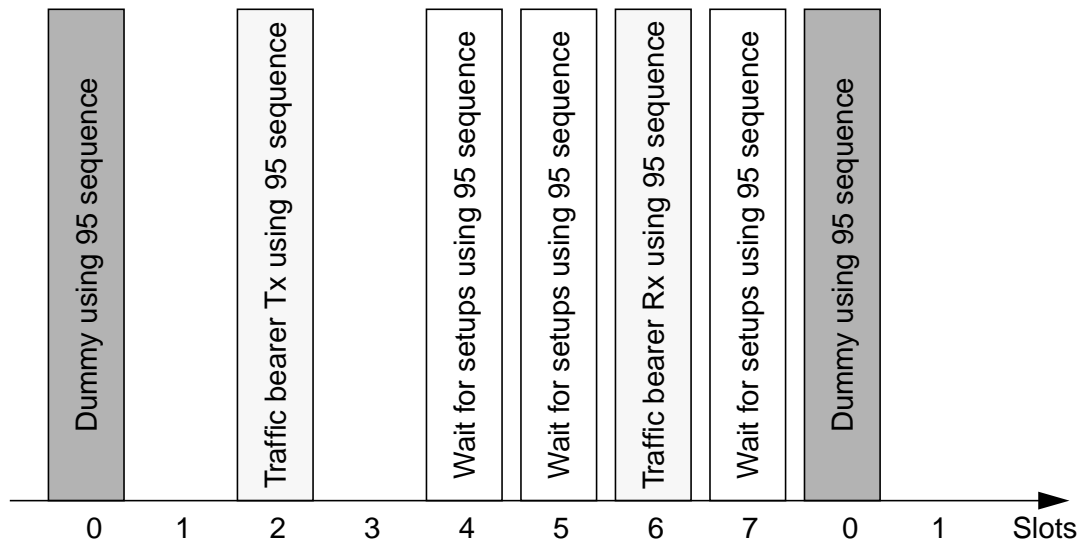 Dummy using 95 sequence
Traffic bearer Tx using 95 sequence
Wait for setups using 95 sequence
Wait for setups using 95 sequence
Traffic bearer Rx using 95 sequence
Wait for setups using 95 sequence
Dummy using 95 sequence
0 1 2 3 4 5 6 7 0 1 Slots